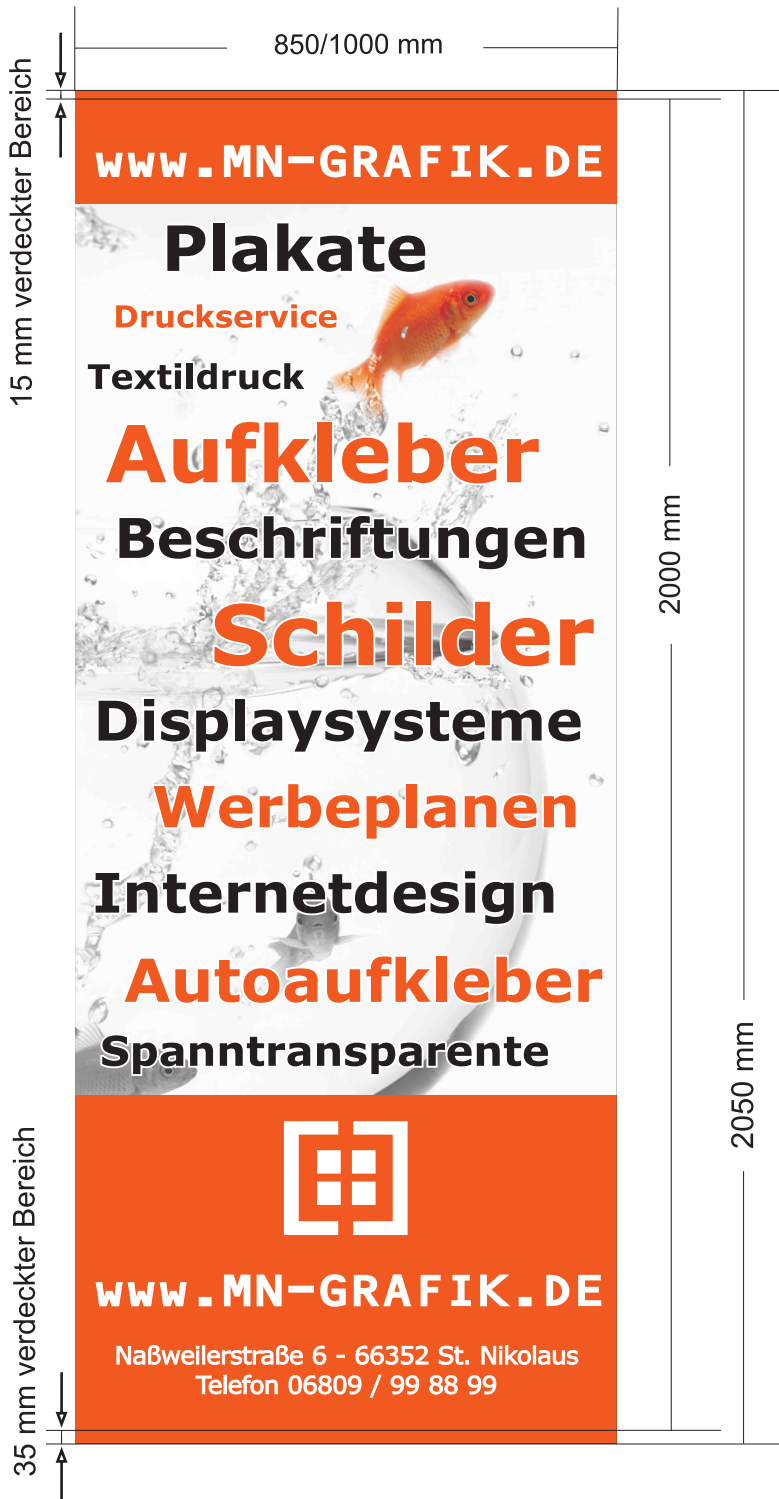 850/1000 mm
15 mm verdeckter Bereich
www.MN-GRAFIK.DE
Plakate
Druckservice
Textildruck
Aufkleber
Beschriftungen
Schilder
Displaysysteme
Werbeplanen
Internetdesign
Autoaufkleber
Spanntransparente
2000 mm
2050 mm
35 mm verdeckter Bereich
www.MN-GRAFIK.DE
Naßweilerstraße 6 - 66352 St. Nikolaus
Telefon 06809 / 99 88 99